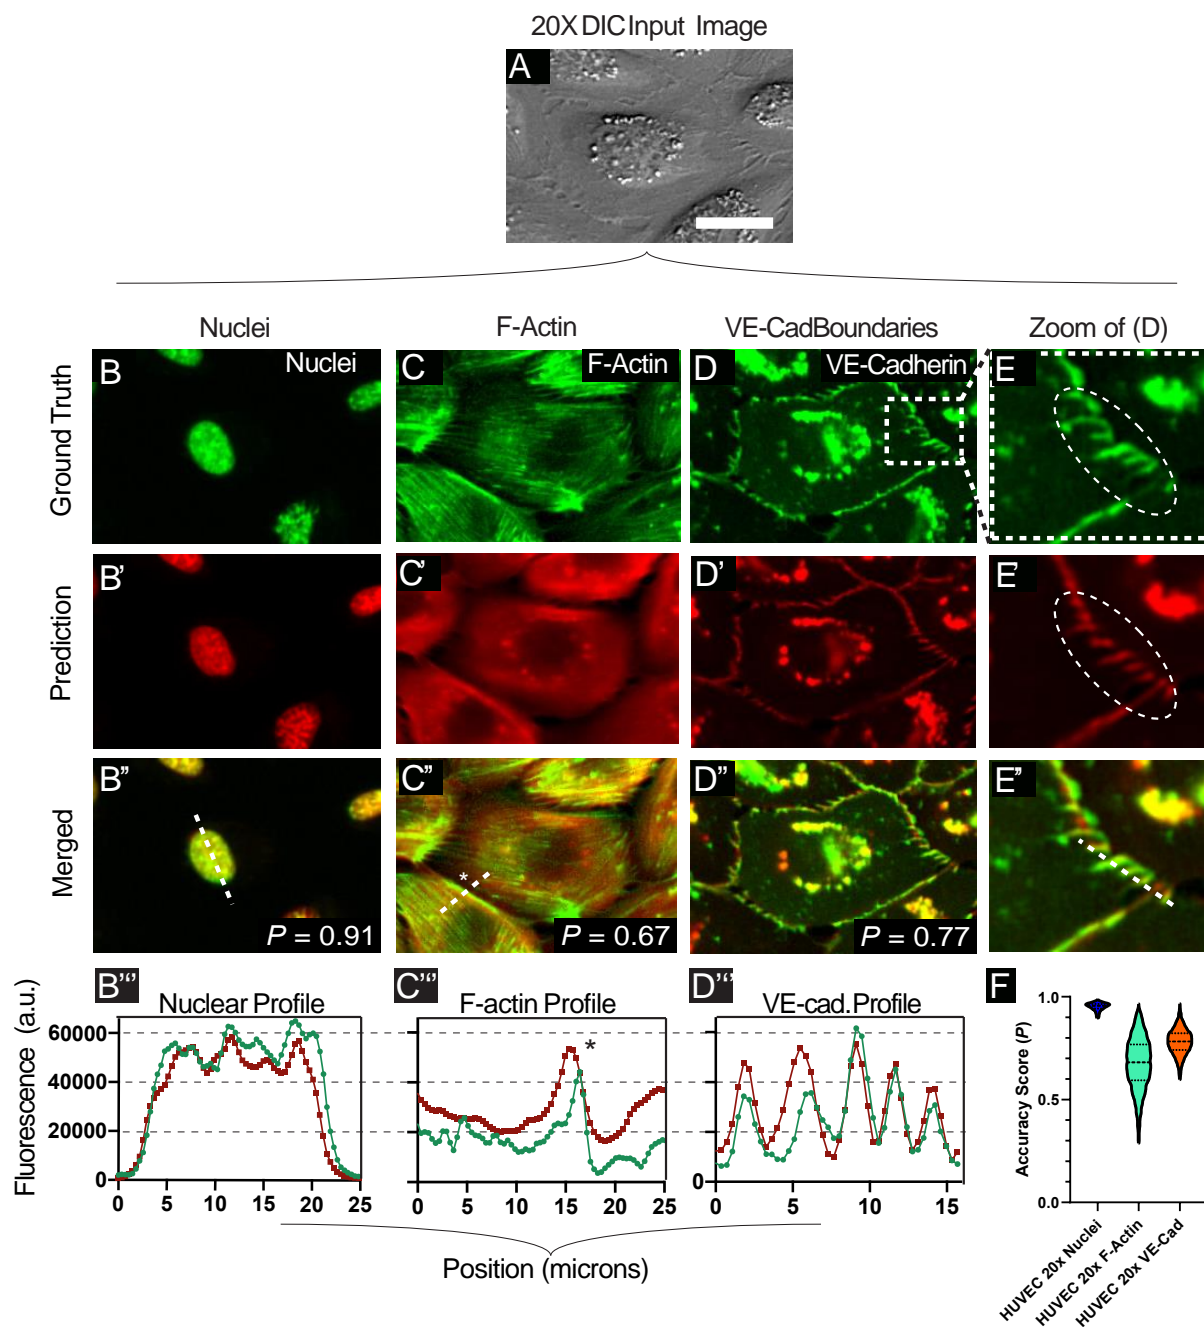 20X DIC Input Image
A
Nuclei F-Actin VE-CadBoundaries Zoom of (D)
Ground Truth
B Nuclei
C F-Actin
D VE-Cadherin
E
Prediction
B'
C'
D'
E'
Merged
B" P = 0.91
C" * P = 0.67
D" P = 0.77
E"
B"' Nuclear Profile
C"' F-actin Profile
D"' VE-cad.Profile
F
Fluorescence (a.u.)
60000
40000
20000
0
0 5 10 15 20 25
*
0 5 10 15 20 25
0
0 5 10 15
Position (microns)
Accuracy Score (P)
1.0
0.5
0.0
HUVEC 20x Nuclei
HUVEC 20x F-Actin
HUVEC 20x VE-Cad